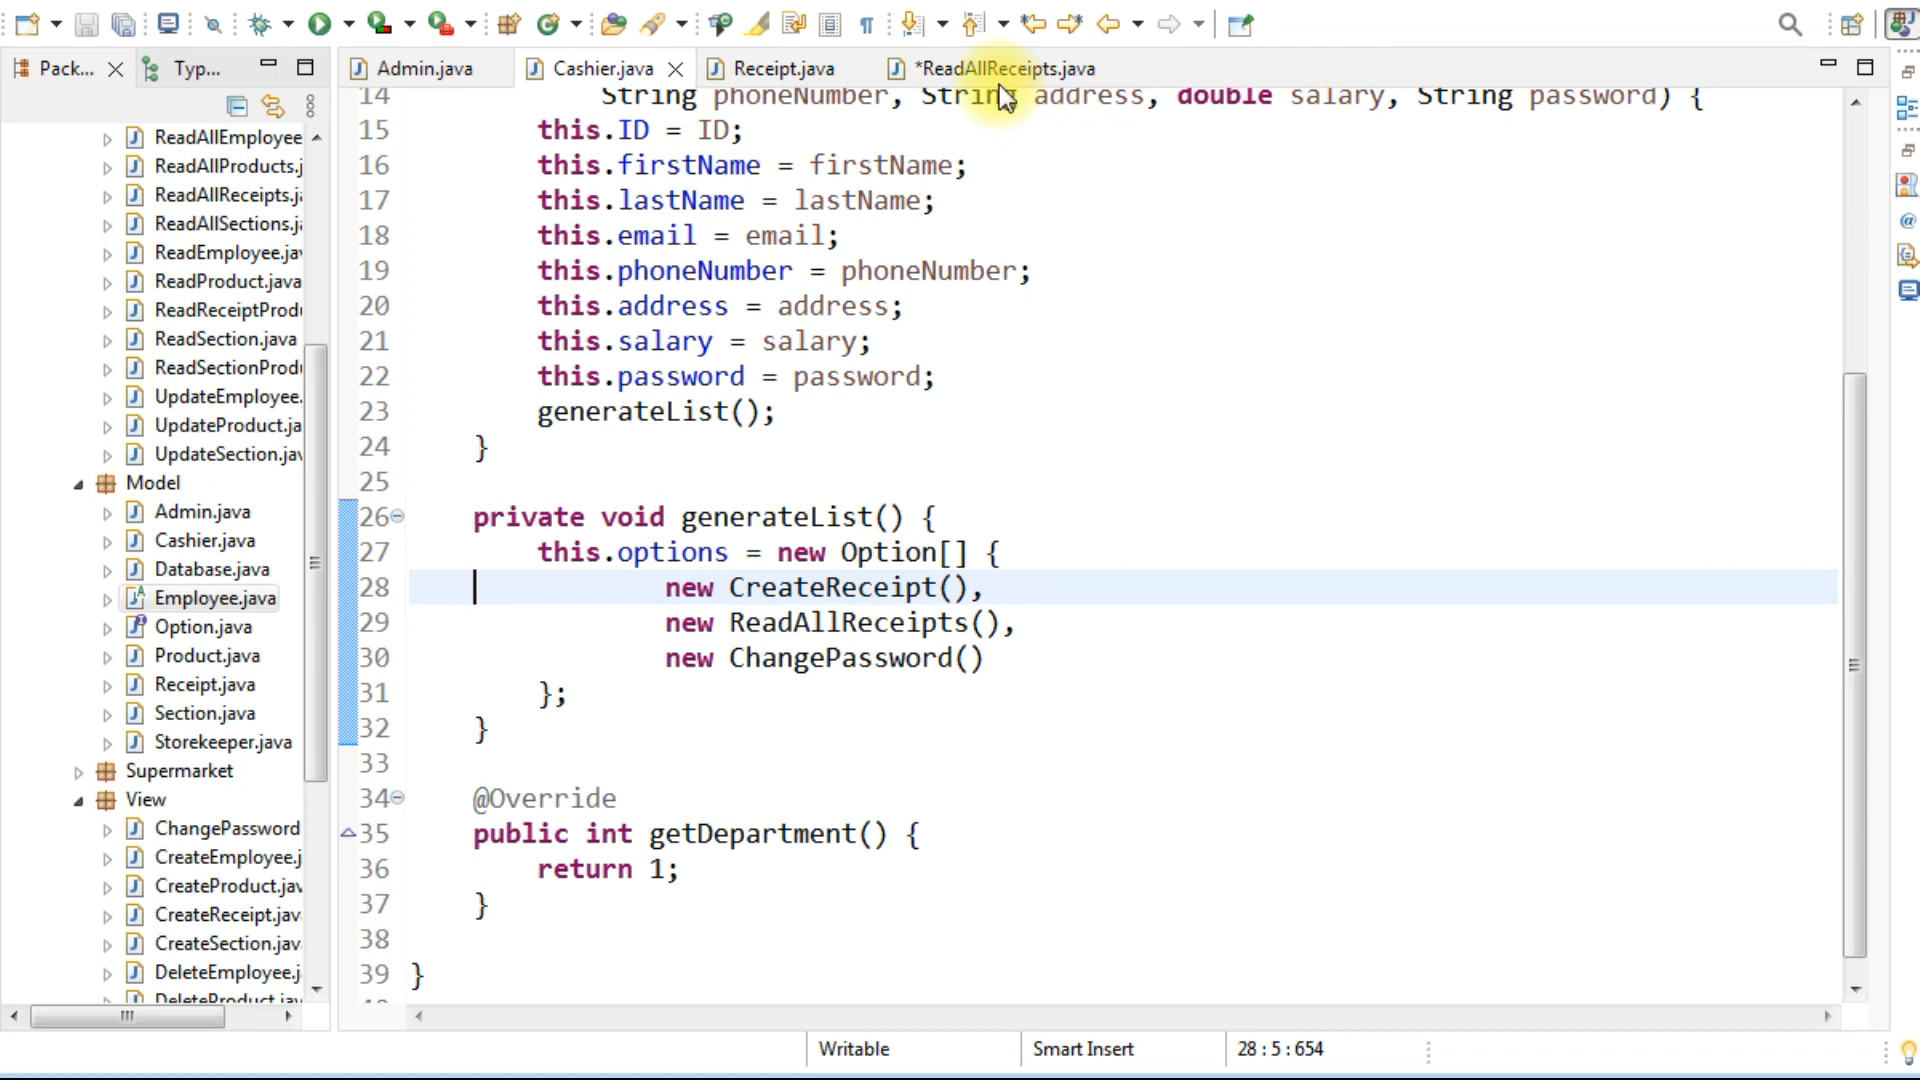 Pack...
Typ...
ReadAllEmployee
ReadAllProducts.j
ReadAllReceipts.ja
ReadAllSections.ja
ReadEmployee.jav
ReadProduct.java
ReadReceiptProdu
ReadSection.java
ReadSectionProdu
UpdateEmployee.
UpdateProduct.ja
UpdateSection.jav
Model
Admin.java
Cashier.java
Database.java
Employee.java
Option.java
Product.java
Receipt.java
Section.java
Storekeeper.java
Supermarket
View
ChangePassword
CreateEmployee.j
CreateProduct.jav
CreateReceipt.jav
CreateSection.jav
DeleteEmployee.j
DeleteProduct.jav
Admin.java
Cashier.java
Receipt.java
*ReadAllReceipts.java
14 String phoneNumber, String address, double salary, String password) {
15 this.ID = ID;
16 this.firstName = firstName;
17 this.lastName = lastName;
18 this.email = email;
19 this.phoneNumber = phoneNumber;
20 this.address = address;
21 this.salary = salary;
22 this.password = password;
23 generateList();
24 }
25
26 private void generateList() {
27 this.options = new Option[] {
28 new CreateReceipt(),
29 new ReadAllReceipts(),
30 new ChangePassword()
31 };
32 }
33
34 @Override
35 public int getDepartment() {
36 return 1;
37 }
38
39 }
Writable
Smart Insert
28 : 5 : 654